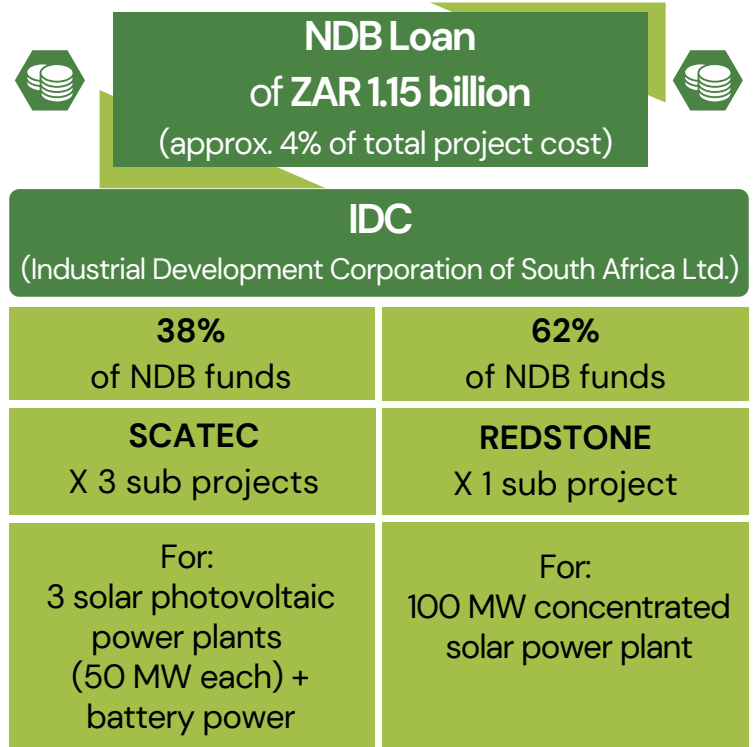 NDB Loan
of ZAR 1.15 billion
(approx. 4% of total project cost)
IDC
(Industrial Development Corporation of South Africa Ltd.)
38%
of NDB funds
62%
of NDB funds
SCATEC
X 3 sub projects
REDSTONE
X 1 sub project
For:
3 solar photovoltaic
power plants
(50 MW each) +
battery power
For:
100 MW concentrated
solar power plant